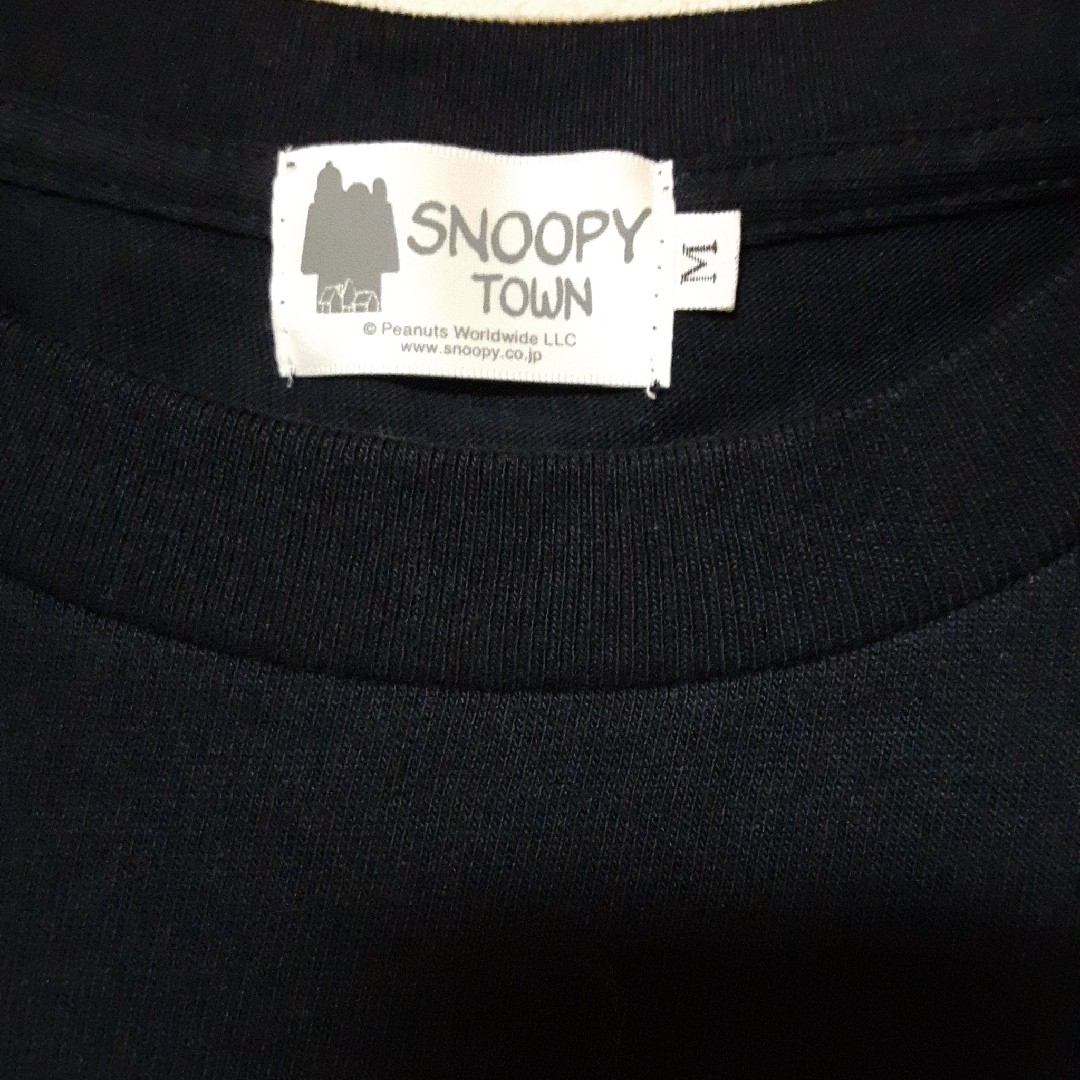 SNOOPY
TOWN
© Peanuts Worldwide LLC
www.snoopy.co.jp
M